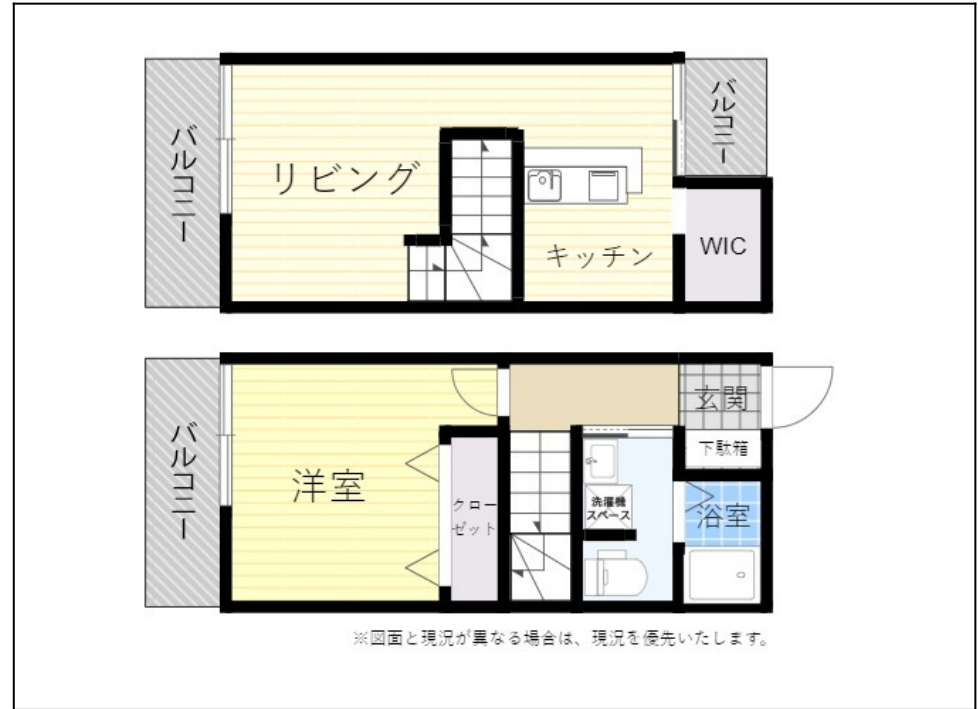 バルコニー
リビング
バルコニー
キッチン
WIC
バルコニー
洋室
クロー
ゼット
洗濯機
スペース
玄関
下駄箱
浴室
※図面と現況が異なる場合は、現況を優先いたします。